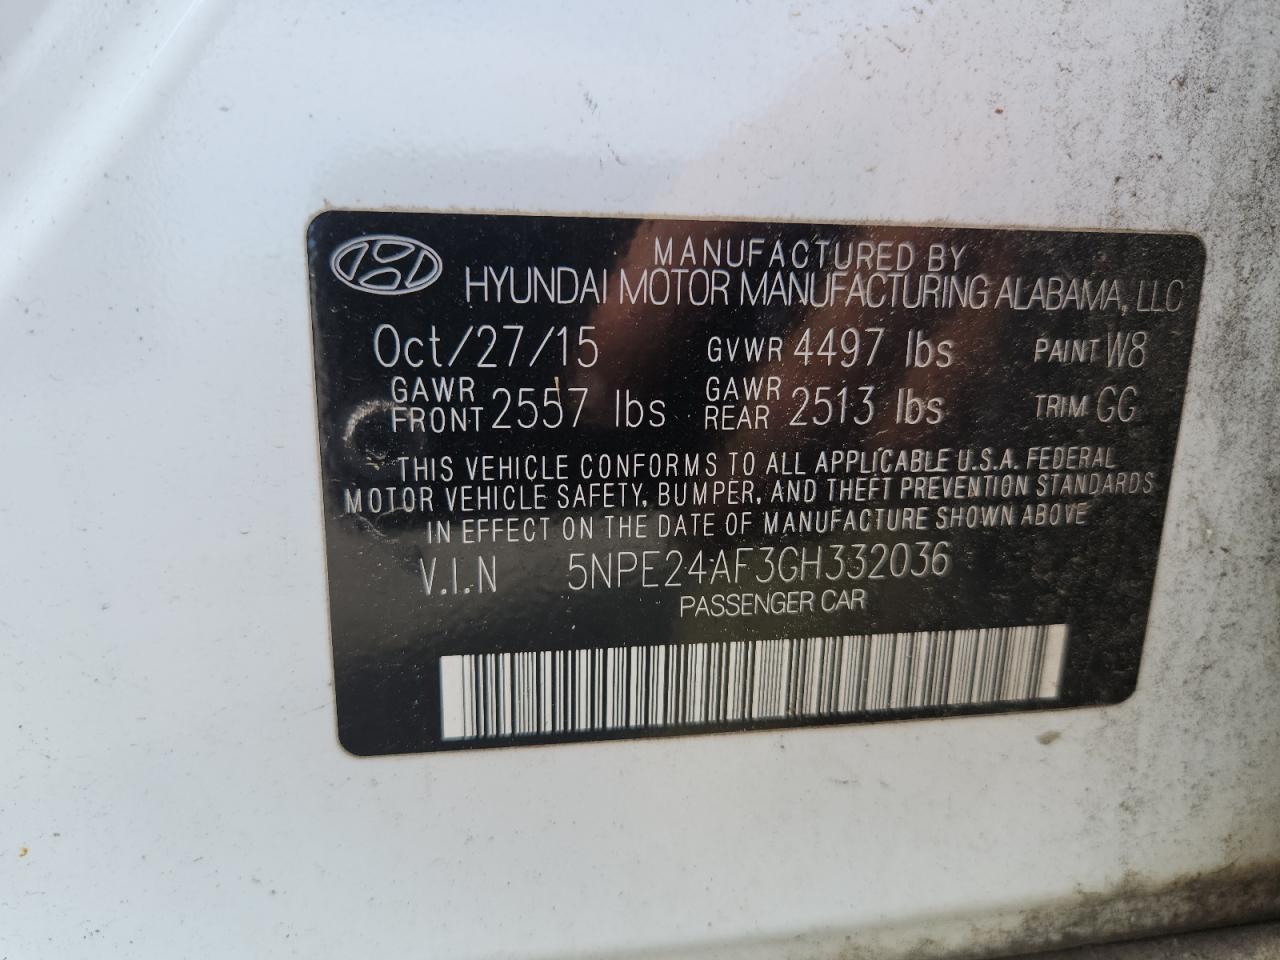 MANUFACTURED BY
HYUNDAI MOTOR MANUFACTURING ALABAMA, LLC
Oct/27/15 GVWR 4497 lbs PAINT W8
GAWR FRONT 2557 lbs GAWR REAR 2513 lbs TRIM GG
THIS VEHICLE CONFORMS TO ALL APPLICABLE U.S.A. FEDERAL
MOTOR VEHICLE SAFETY, BUMPER, AND THEFT PREVENTION STANDARDS
IN EFFECT ON THE DATE OF MANUFACTURE SHOWN ABOVE
V.I.N 5NPE24AF3GH332036
PASSENGER CAR